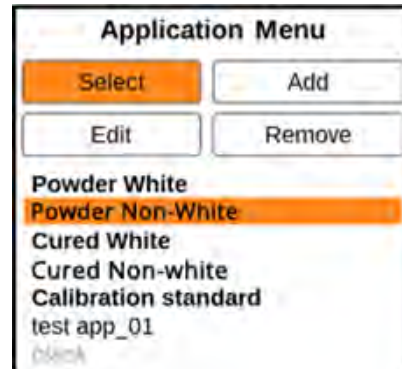 Application Menu
Select Add
Edit Remove
Powder White
Powder Non-White
Cured White
Cured Non-white
Calibration standard
test app_01
blank